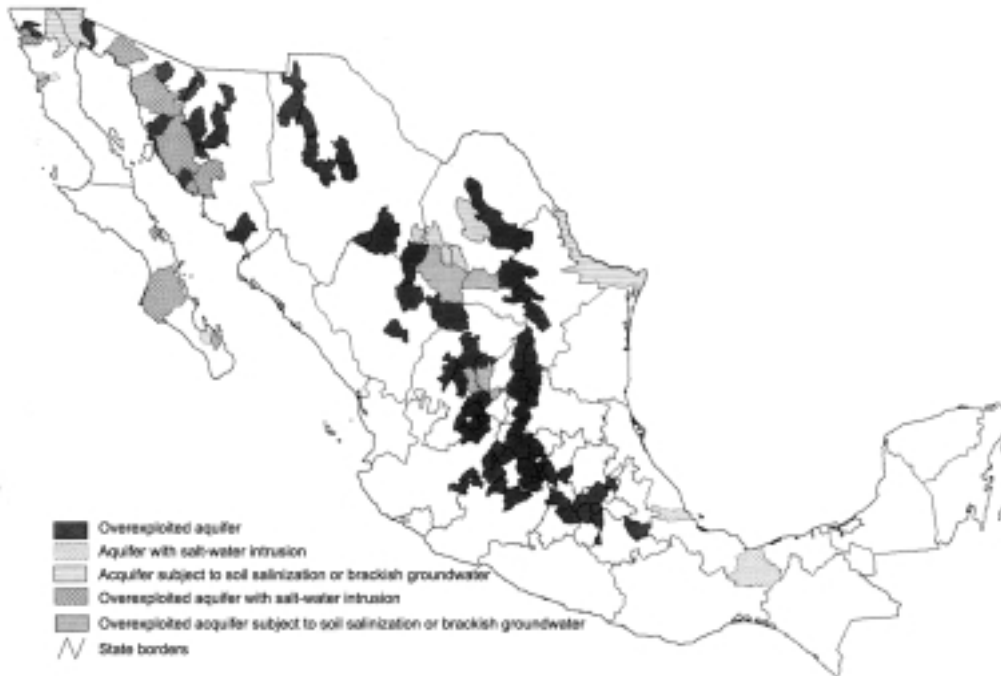 Overexploited aquifer
Aquifer with salt-water intrusion
Acquifer subject to soil salinization or brackish groundwater
Overexploited aquifer with salt-water intrusion
Overexploited acquifer subject to soil salinization or brackish groundwater
State borders